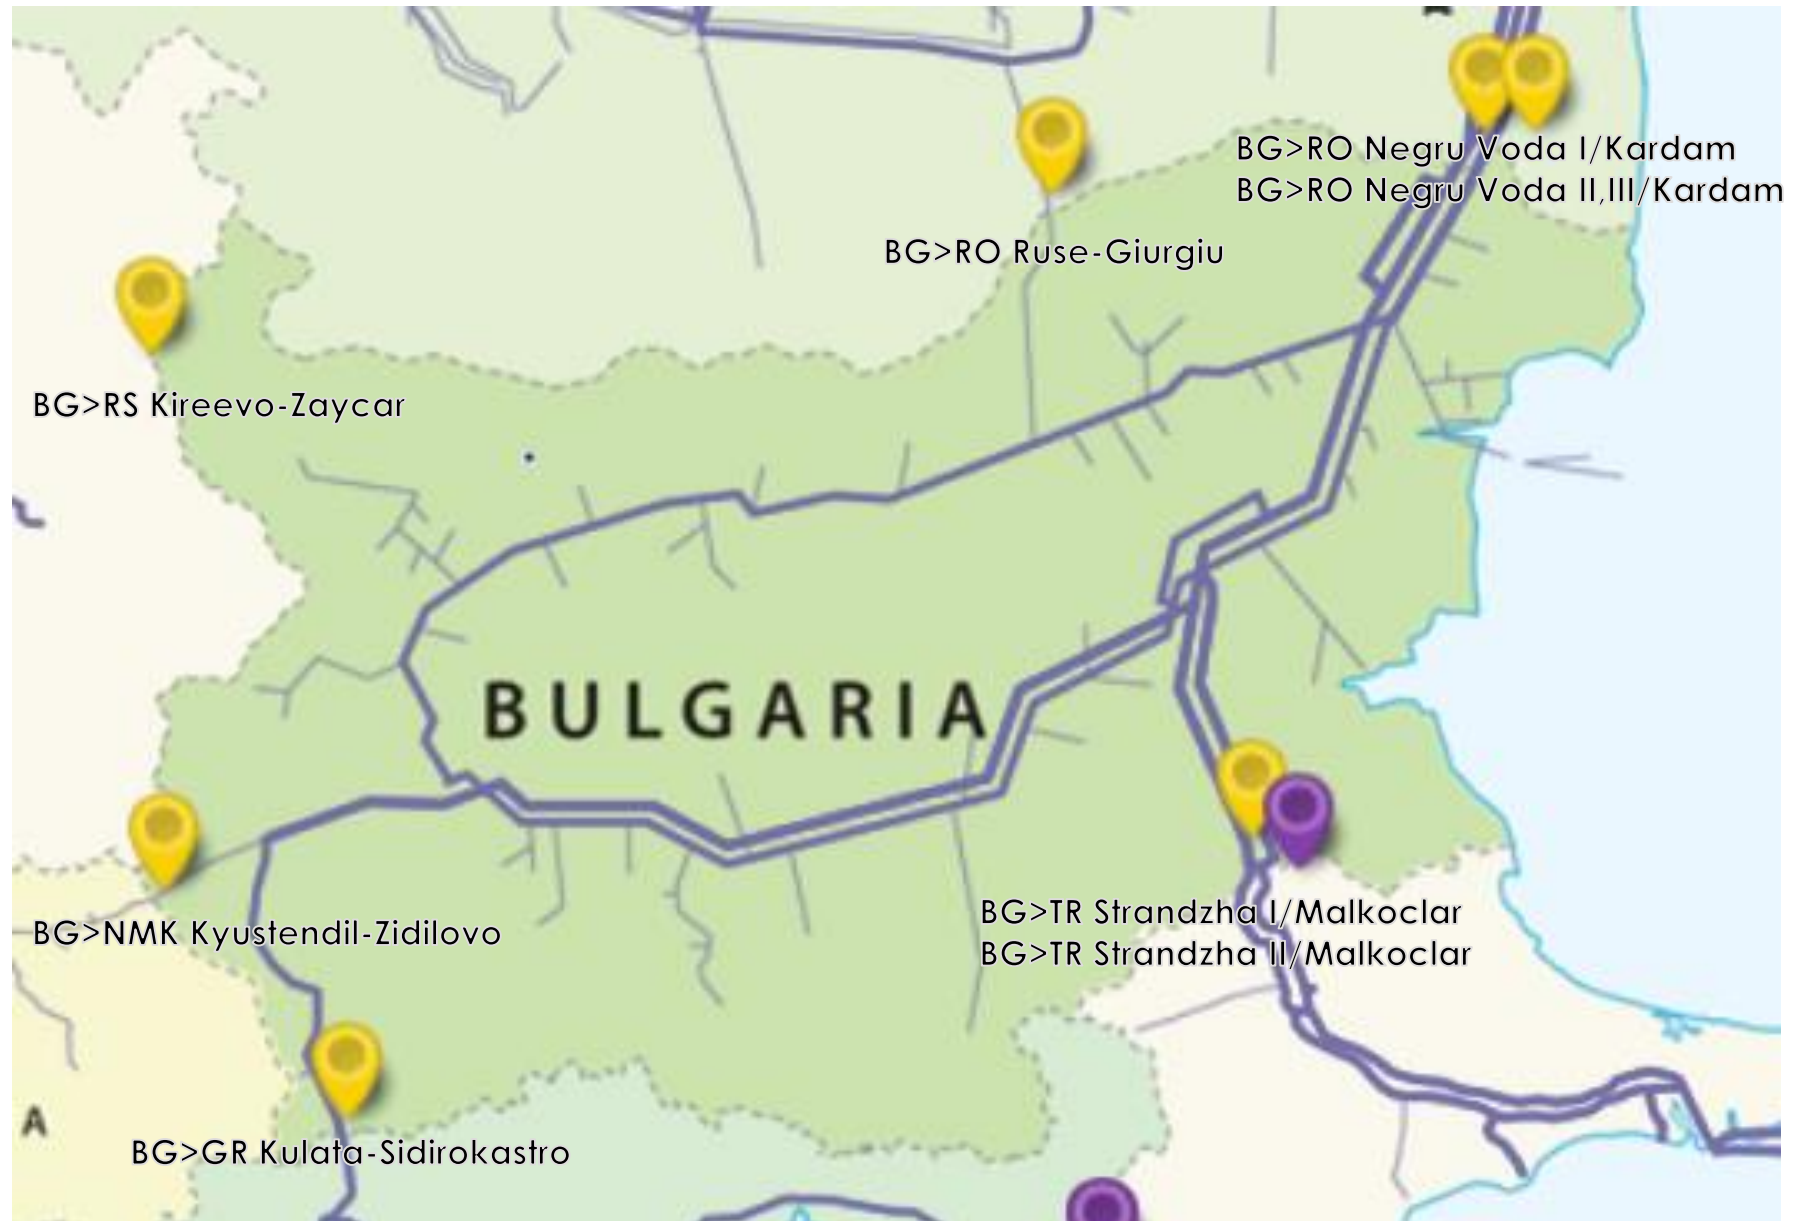 BG>RO Negru Voda I/Kardam
BG>RO Negru Voda II,III/Kardam
BG>RO Ruse-Giurgiu
BG>RS Kireevo-Zaycar
BULGARIA
BG>TR Strandzha I/Malkoclar
BG>NMK Kyustendil-Zidilovo
BG>TR Strandzha II/Malkoclar
A
BG>GR Kulata-Sidirokastro